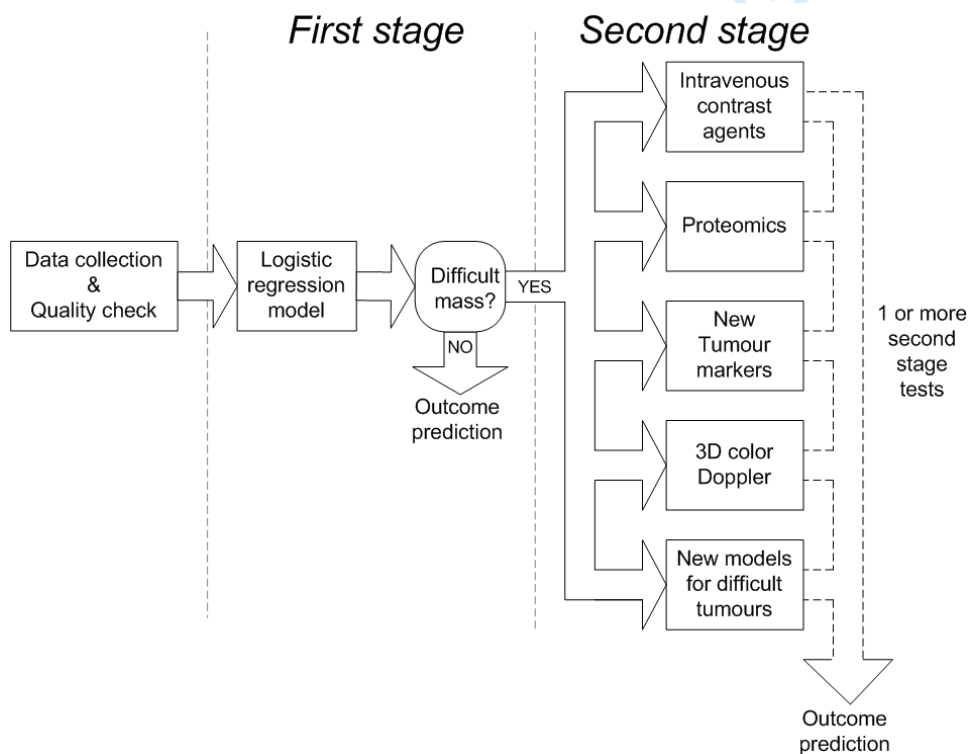 First stage
Second stage
Data collection
&
Quality check
Logistic
regression
model
Difficult
mass?
YES
NO
Outcome
prediction
Intravenous
contrast
agents
Proteomics
New
Tumour
markers
3D color
Doppler
New models
for difficult
tumours
1 or more
second
stage
tests
Outcome
prediction